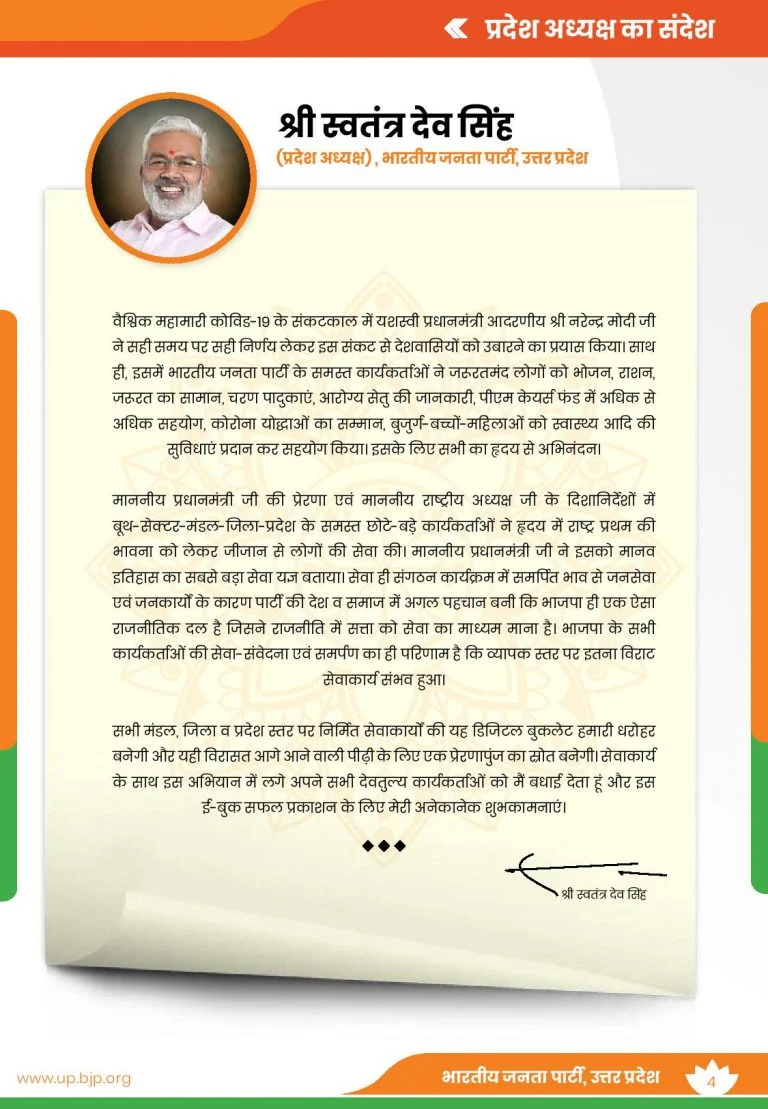 प्रदेश अध्यक्ष का संदेश
श्री स्वतंत्र देव सिंह
(प्रदेश अध्यक्ष) , भारतीय जनता पार्टी, उत्तर प्रदेश
वैश्विक महामारी कोविड-19 के संकटकाल में यशस्वी प्रधानमंत्री आदरणीय श्री नरेन्द्र मोदी जी
ने सही समय पर सही निर्णय लेकर इस संकट से देशवासियों को उबारने का प्रयास किया। साथ
ही, इसमें भारतीय जनता पार्टी के समस्त कार्यकर्ताओं ने जरूरतमंद लोगों को भोजन, राशन,
जरूरत का सामान, चरण पादुकाएं, आरोग्य सेतु की जानकारी, पीएम केयर्स फंड में अधिक से
अधिक सहयोग, कोरोना योद्धाओं का सम्मान, बुजुर्ग-बच्चों-महिलाओं को स्वास्थ्य आदि की
सुविधाएं प्रदान कर सहयोग किया। इसके लिए सभी का हृदय से अभिनंदन।
माननीय प्रधानमंत्री जी की प्रेरणा एवं माननीय राष्ट्रीय अध्यक्ष जी के दिशानिर्देशों में
बूथ-सेक्टर-मंडल-जिला-प्रदेश के समस्त छोटे-बड़े कार्यकर्ताओं ने हृदय में राष्ट्र प्रथम की
भावना को लेकर जीजान से लोगों की सेवा की। माननीय प्रधानमंत्री जी ने इसको मानव
इतिहास का सबसे बड़ा सेवा यज्ञ बताया। सेवा ही संगठन कार्यक्रम में समर्पित भाव से जनसेवा
एवं जनकार्यों के कारण पार्टी की देश व समाज में अगल पहचान बनी कि भाजपा ही एक ऐसा
राजनीतिक दल है जिसने राजनीति में सत्ता को सेवा का माध्यम माना है। भाजपा के सभी
कार्यकर्ताओं की सेवा-संवेदना एवं समर्पण का ही परिणाम है कि व्यापक स्तर पर इतना विराट
सेवाकार्य संभव हुआ।
सभी मंडल, जिला व प्रदेश स्तर पर निर्मित सेवाकार्यों की यह डिजिटल बुकलेट हमारी धरोहर
बनेगी और यही विरासत आगे आने वाली पीढ़ी के लिए एक प्रेरणापुंज का स्रोत बनेगी। सेवाकार्य
के साथ इस अभियान में लगे अपने सभी देवतुल्य कार्यकर्ताओं को मैं बधाई देता हूं और इस
ई-बुक सफल प्रकाशन के लिए मेरी अनेकानेक शुभकामनाएं।
श्री स्वतंत्र देव सिंह
www.up.bjp.org
भारतीय जनता पार्टी, उत्तर प्रदेश
4